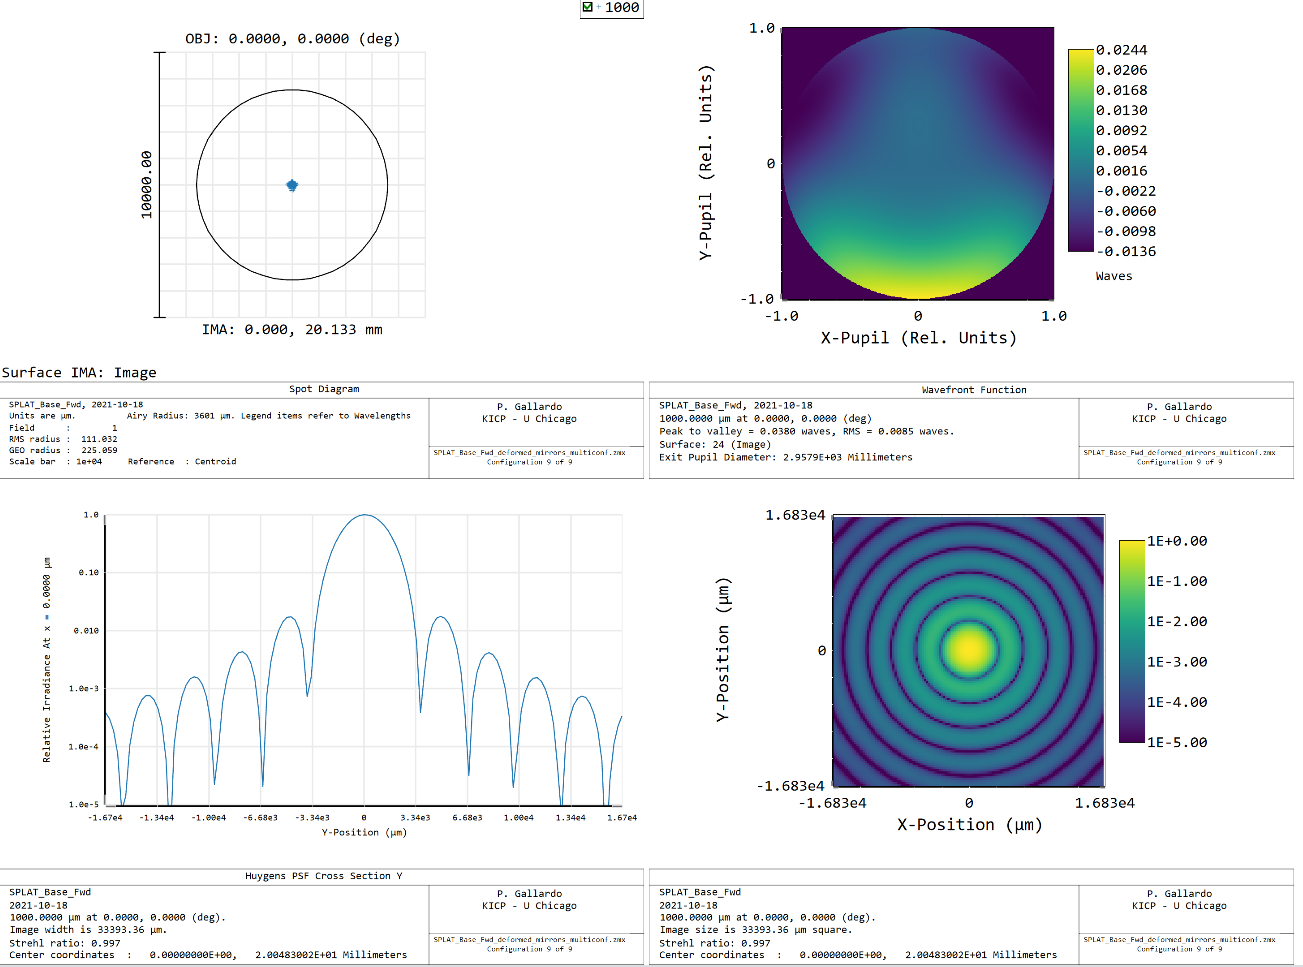 + 1000
OBJ: 0.0000, 0.0000 (deg)
10000.00
IMA: 0.000, 20.133 mm
Surface IMA: Image
Spot Diagram
SPLAT_Base_Fwd, 2021-10-18
Units are µm. Airy Radius: 3601 µm. Legend items refer to Wavelengths
Field : 1
RMS radius : 111.032
GEO radius : 225.059
Scale bar : 1e+04 Reference : Centroid
P. Gallardo
KICP - U Chicago
SPLAT_Base_Fwd_deformed_mirrors_multiconf.zmx
Configuration 9 of 9
1.0
0
-1.0
Y-Pupil (Rel. Units)
-1.0 0 1.0
X-Pupil (Rel. Units)
0.0244
0.0206
0.0168
0.0130
0.0092
0.0054
0.0016
-0.0022
-0.0060
-0.0098
-0.0136
Waves
Wavefront Function
SPLAT_Base_Fwd, 2021-10-18
1000.0000 µm at 0.0000, 0.0000 (deg)
Peak to valley = 0.0380 waves, RMS = 0.0085 waves.
Surface: 24 (Image)
Exit Pupil Diameter: 2.9579E+03 Millimeters
P. Gallardo
KICP - U Chicago
SPLAT_Base_Fwd_deformed_mirrors_multiconf.zmx
Configuration 9 of 9
1.0
0.10
0.010
1.0e-3
1.0e-4
1.0e-5
Relative Irradiance At x = 0.0000 µm
-1.67e4 -1.34e4 -1.00e4 -6.68e3 -3.34e3 0 3.34e3 6.68e3 1.00e4 1.34e4 1.67e4
Y-Position (µm)
Huygens PSF Cross Section Y
SPLAT_Base_Fwd
2021-10-18
1000.0000 µm at 0.0000, 0.0000 (deg).
Image width is 33393.36 µm.
Strehl ratio: 0.997
Center coordinates : 0.00000000E+00, 2.00483002E+01 Millimeters
P. Gallardo
KICP - U Chicago
SPLAT_Base_Fwd_deformed_mirrors_multiconf.zmx
Configuration 9 of 9
1.683e4
0
-1.683e4
Y-Position (µm)
-1.683e4 0 1.683e4
X-Position (µm)
1E+0.00
1E-1.00
1E-2.00
1E-3.00
1E-4.00
1E-5.00
SPLAT_Base_Fwd
2021-10-18
1000.0000 µm at 0.0000, 0.0000 (deg).
Image size is 33393.36 µm square.
Strehl ratio: 0.997
Center coordinates : 0.00000000E+00, 2.00483002E+01 Millimeters
P. Gallardo
KICP - U Chicago
SPLAT_Base_Fwd_deformed_mirrors_multiconf.zmx
Configuration 9 of 9